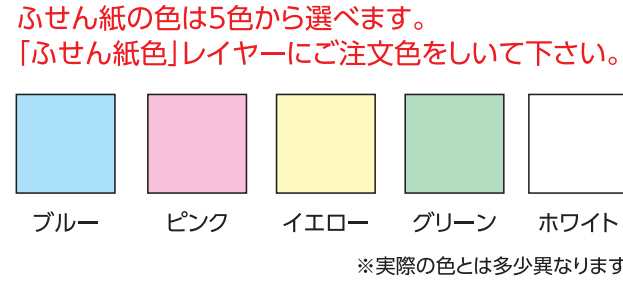 ふせん紙の色は5色から選べます。
「ふせん紙色」レイヤーにご注文色をしいて下さい。
ブルー ピンク イエロー グリーン ホワイト
※実際の色とは多少異なります